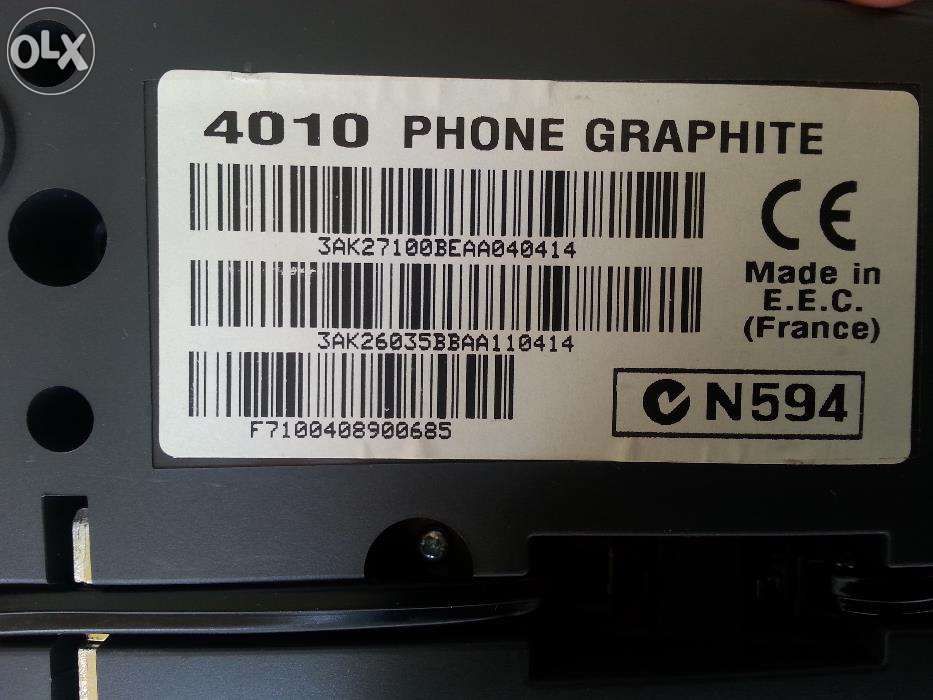 OLX
4010 PHONE GRAPHITE
3AK27100BEAA040414
3AK26035BBAA110414
F7100408900685
CE
Made in
E.E.C.
(France)
N594